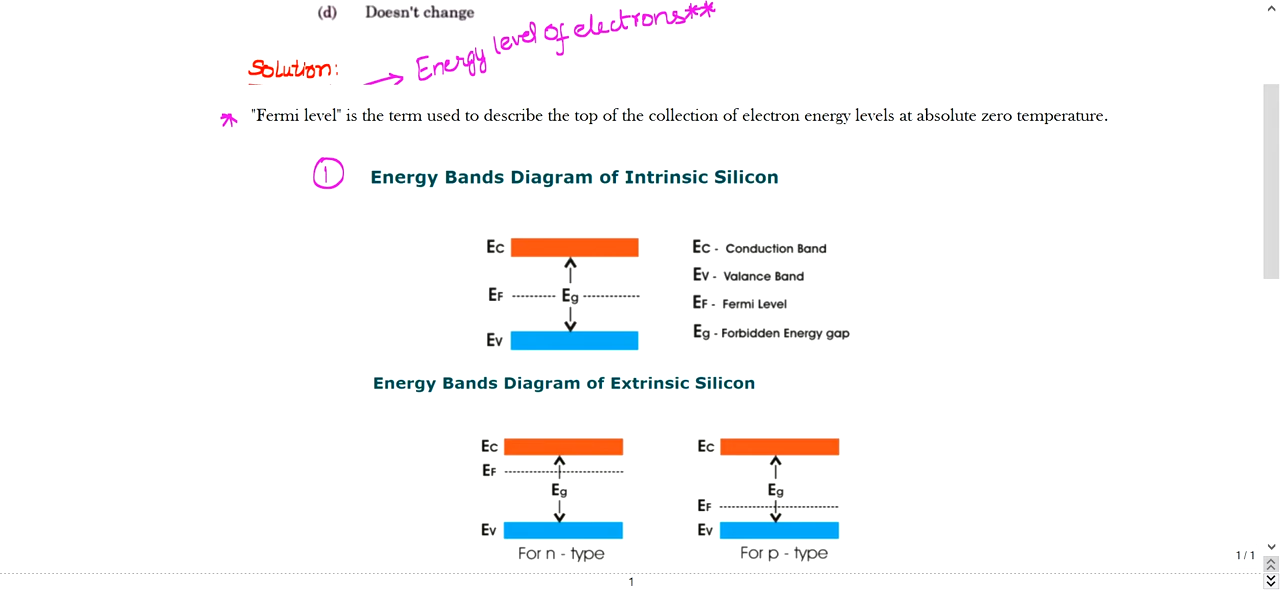 (d) Doesn't change
Solution: → Energy level of electrons**
* "Fermi level" is the term used to describe the top of the collection of electron energy levels at absolute zero temperature.
1 Energy Bands Diagram of Intrinsic Silicon
Ec
EF Eg
Ev
Ec - Conduction Band
Ev - Valance Band
EF - Fermi Level
Eg - Forbidden Energy gap
Energy Bands Diagram of Extrinsic Silicon
Ec
EF
Eg
Ev
For n - type
Ec
Eg
EF
Ev
For p - type
1 / 1
1